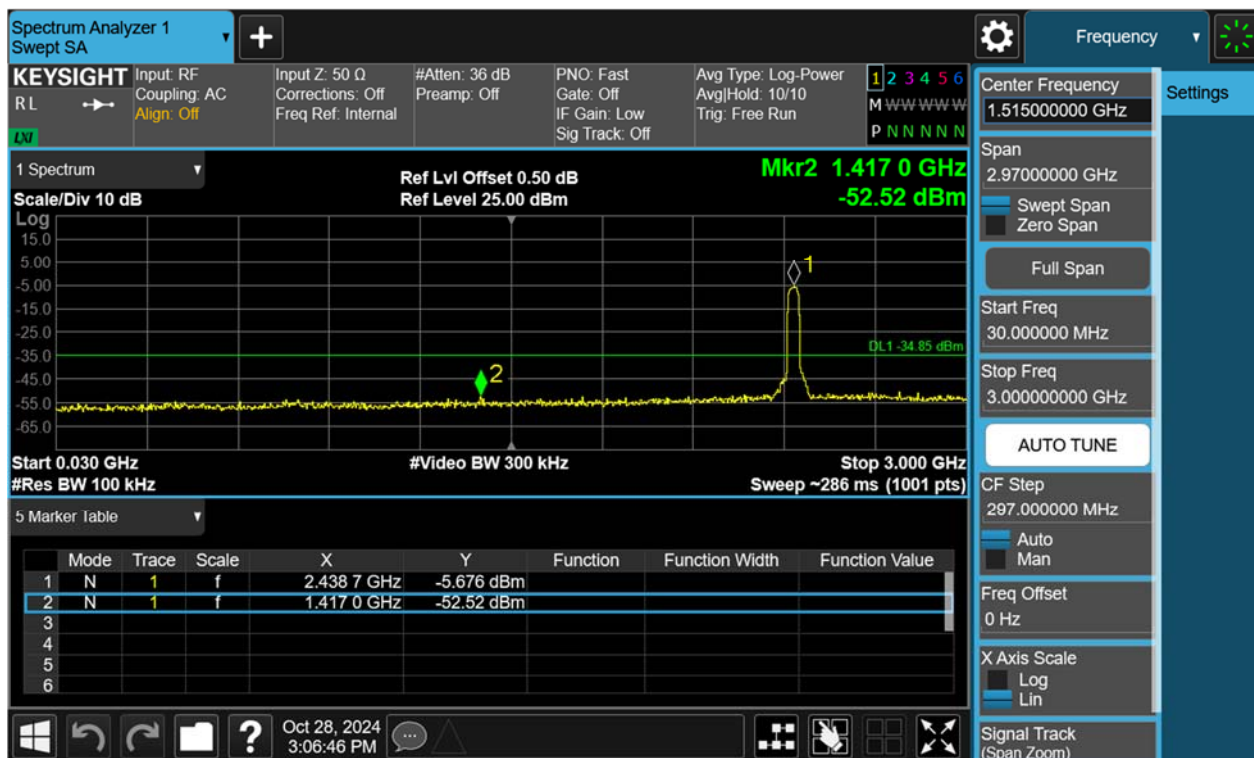 Spectrum Analyzer 1
Swept SA
+
Frequency
KEYSIGHT
RL
LXI
Input: RF
Coupling: AC
Align: Off
Input Z: 50 Ω
Corrections: Off
Freq Ref: Internal
#Atten: 36 dB
Preamp: Off
PNO: Fast
Gate: Off
IF Gain: Low
Sig Track: Off
Avg Type: Log-Power
Avg|Hold: 10/10
Trig: Free Run
1 2 3 4 5 6
M W W W W W W
P N N N N N
1 Spectrum
Scale/Div 10 dB
Ref Lvl Offset 0.50 dB
Ref Level 25.00 dBm
Mkr2 1.417 0 GHz
-52.52 dBm
Log
15.0
5.00
-5.00
-15.0
-25.0
-35.0
-45.0
-55.0
-65.0
1
2
DL1 -34.85 dBm
Start 0.030 GHz
#Video BW 300 kHz
Stop 3.000 GHz
#Res BW 100 kHz
Sweep ~286 ms (1001 pts)
5 Marker Table
Mode Trace Scale X Y Function Function Width Function Value
1 N 1 f 2.438 7 GHz -5.676 dBm
2 N 1 f 1.417 0 GHz -52.52 dBm
3
4
5
6
Oct 28, 2024
3:06:46 PM
?
Center Frequency
1.515000000 GHz
Settings
Span
2.97000000 GHz
Swept Span
Zero Span
Full Span
Start Freq
30.000000 MHz
Stop Freq
3.000000000 GHz
AUTO TUNE
CF Step
297.000000 MHz
Auto
Man
Freq Offset
0 Hz
X Axis Scale
Log
Lin
Signal Track
(Span Zoom)